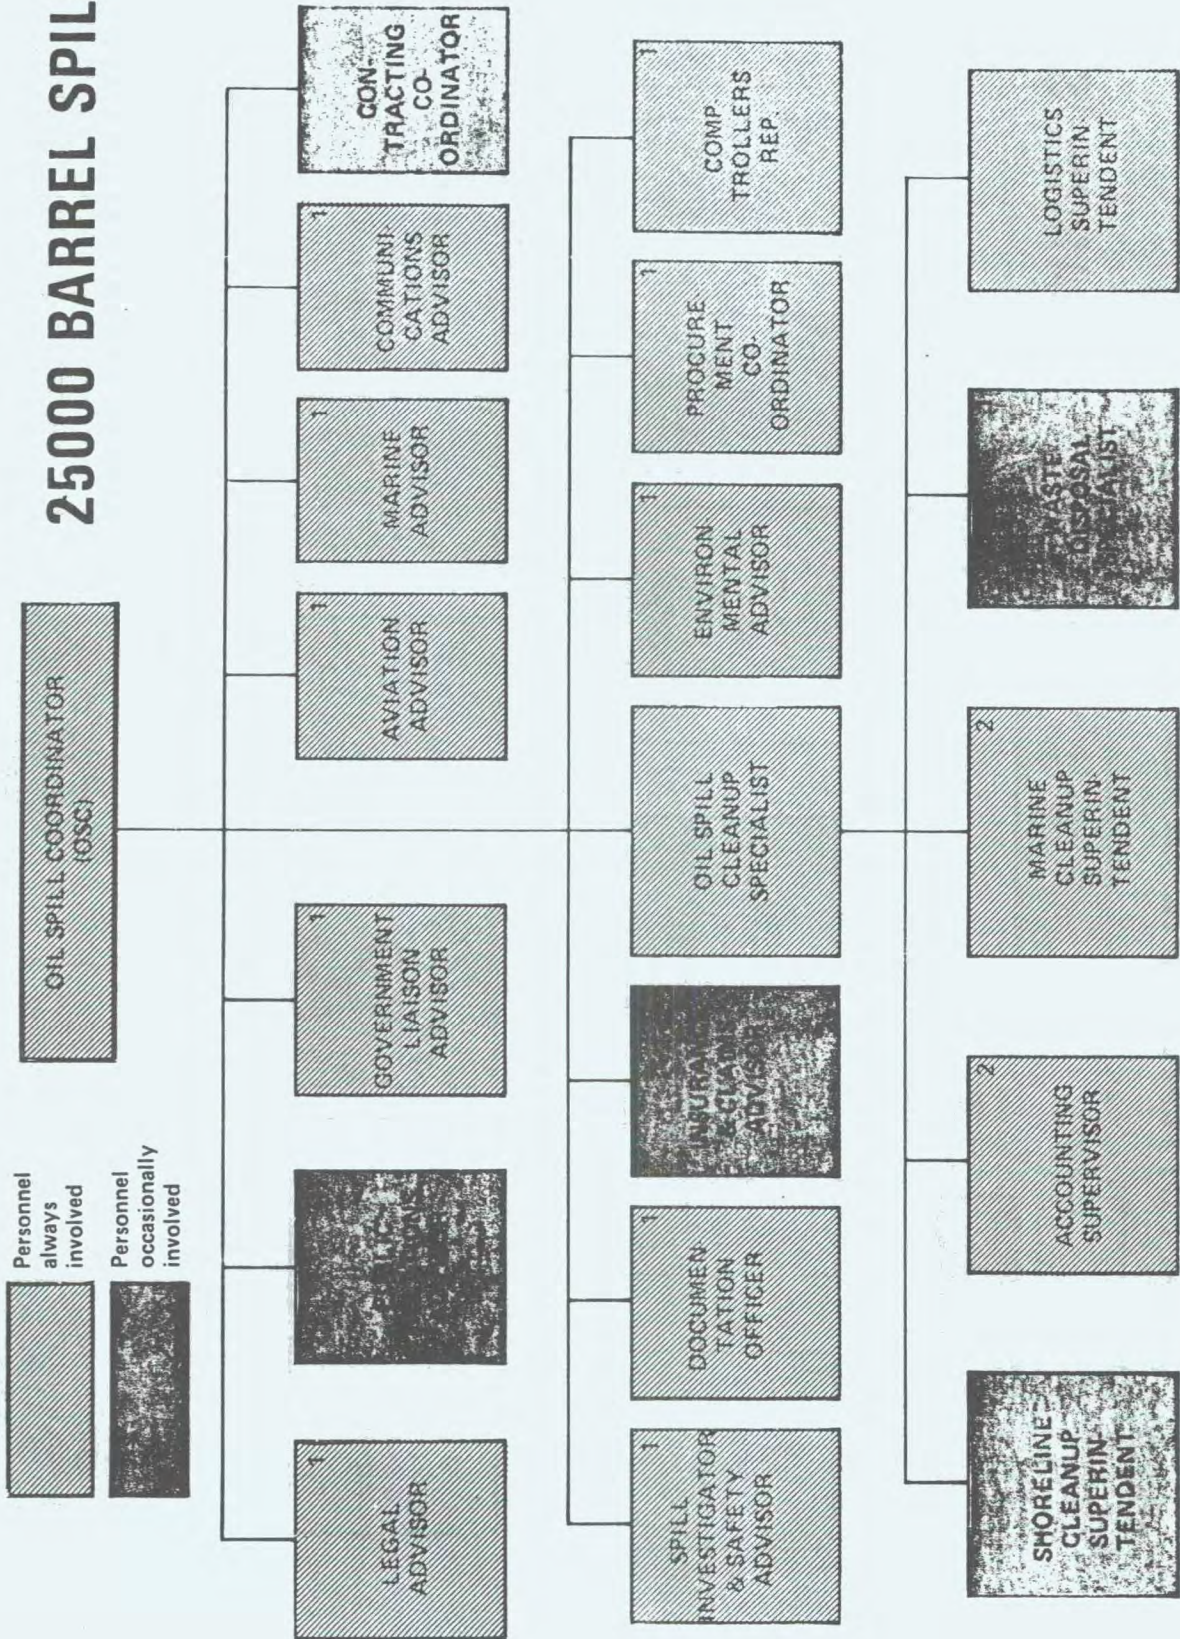 25000 BARREL SPIL
Personnel
always
involved
Personnel
occasionally
involved
OIL SPILL COORDINATOR
(OSC)
1
LEGAL
ADVISOR
1
GOVERNMENT
LIAISON
ADVISOR
1
AVIATION
ADVISOR
1
MARINE
ADVISOR
1
COMMUNI-
CATIONS
ADVISOR
CON-
TRACTING
CO-
ORDINATOR
1
SPILL
INVESTIGATOR
& SAFETY
ADVISOR
1
DOCUMEN-
TATION
OFFICER
ADVISOR
OIL SPILL
CLEANUP
SPECIALIST
1
ENVIRON
MENTAL
ADVISOR
1
PROCURE
MENT
CO-
ORDINATOR
1
COMP
TROLLERS
REP.
SHORELINE
CLEANUP
SUPERIN-
TENDENT
2
ACCOUNTING
SUPERVISOR
2
MARINE
CLEANUP
SUPERIN-
TENDENT
WASTE
DISPOSAL
LOGISTICS
SUPERIN-
TENDENT